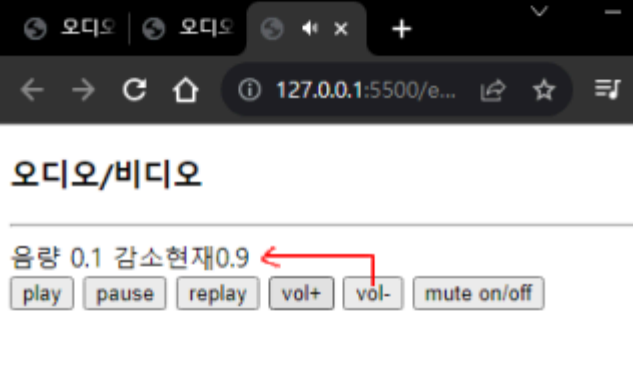 오디오 오디오
127.0.0.1:5500/e...
오디오/비디오
음량 0.1 감소현재0.9
play pause replay vol+ vol- mute on/off